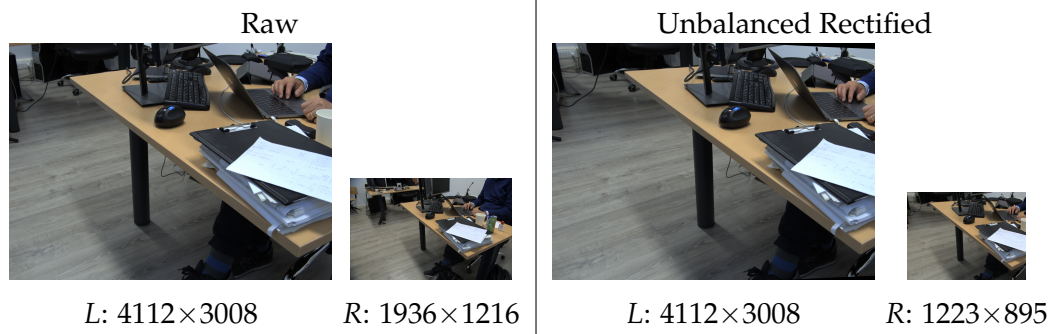 Raw
Unbalanced Rectified
L: 4112×3008
R: 1936×1216
L: 4112×3008
R: 1223×895